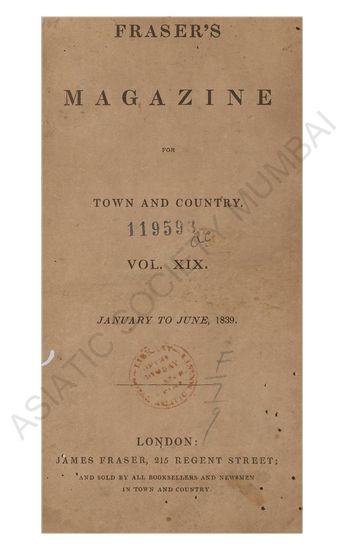 FRASER'S
MAGAZINE
FOR
TOWN AND COUNTRY.
119593
VOL. XIX.
JANUARY TO JUNE, 1839.
LONDON:
JAMES FRASER, 215 REGENT STREET;
AND SOLD BY ALL BOOKSELLERS AND NEWSMEN
IN TOWN AND COUNTRY.
ASIATIC SOCIETY MUMBAI